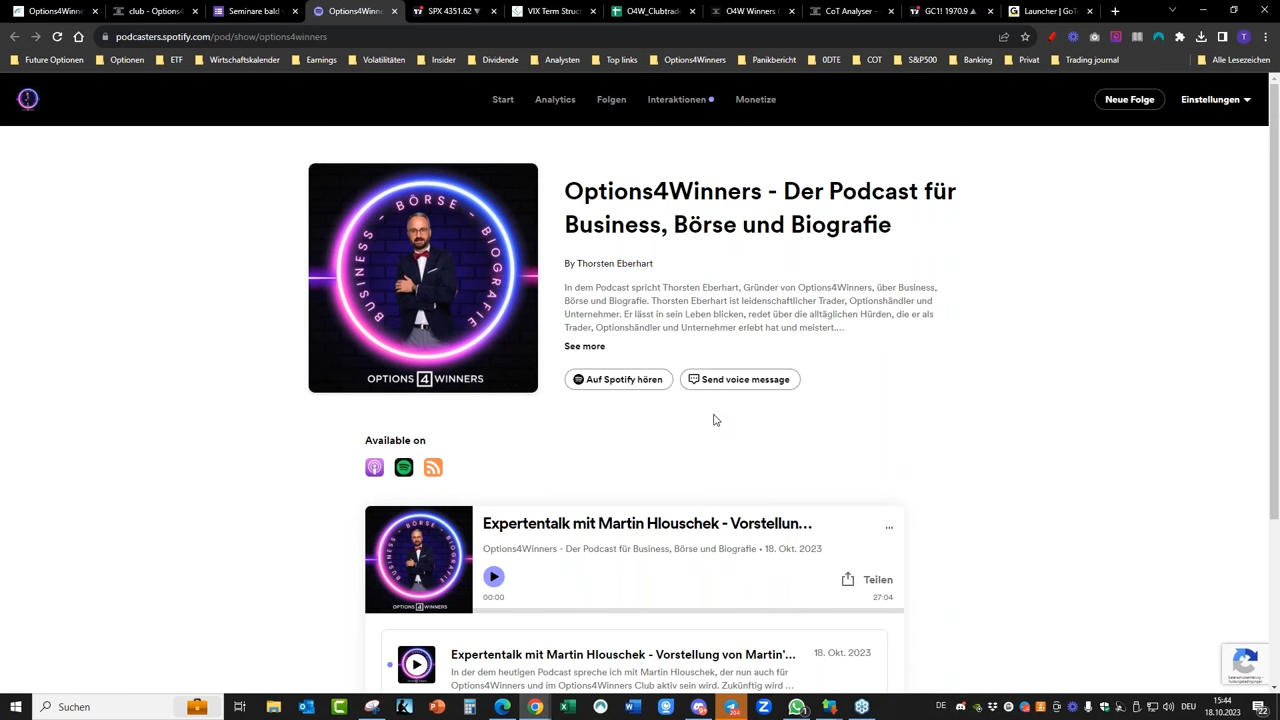 Options4Winne
club - Options4
Seminare bald
Options4Winne
SPX 4351.62 ▼
VIX Term Struct
O4W_Clubtrade
O4W Winners C
CoT Analyser -
GC1! 1970.9 ▲
Launcher | GoT
podcasters.spotify.com/pod/show/options4winners
Future Optionen
Optionen
ETF
Wirtschaftskalender
Earnings
Volatilitäten
Insider
Dividende
Analysten
Top links
Options4Winners
Panikbericht
0DTE
COT
S&P500
Banking
Privat
Trading journal
Alle Lesezeichen
Start
Analytics
Folgen
Interaktionen
Monetize
Neue Folge
Einstellungen
BUSINESS - BÖRSE - BIOGRAFIE
OPTIONS 4 WINNERS
Options4Winners - Der Podcast für
Business, Börse und Biografie
By Thorsten Eberhart
In dem Podcast spricht Thorsten Eberhart, Gründer von Options4Winners, über Business,
Börse und Biografie. Thorsten Eberhart ist leidenschaftlicher Trader, Optionshändler und
Unternehmer. Er lässt in sein Leben blicken, redet über die alltäglichen Hürden, die er als
Trader, Optionshändler und Unternehmer erlebt hat und meistert....
See more
Auf Spotify hören
Send voice message
Available on
BUSINESS - BÖRSE - BIOGRAFIE
OPTIONS 4 WINNERS
Expertentalk mit Martin Hlouschek - Vorstellun...
...
Options4Winners - Der Podcast für Business, Börse und Biografie • 18. Okt. 2023
Teilen
00:00
27:04
Expertentalk mit Martin Hlouschek - Vorstellung von Martin'...
18. Okt. 2023
In der dem heutigen Podcast spreche ich mit Martin Hlouschek, der nun auch für
Options4Winners und im Options4Winners Club aktiv sein wird. Zukünftig wird ...
Suchen
DE
DEU
15:44
18.10.2023